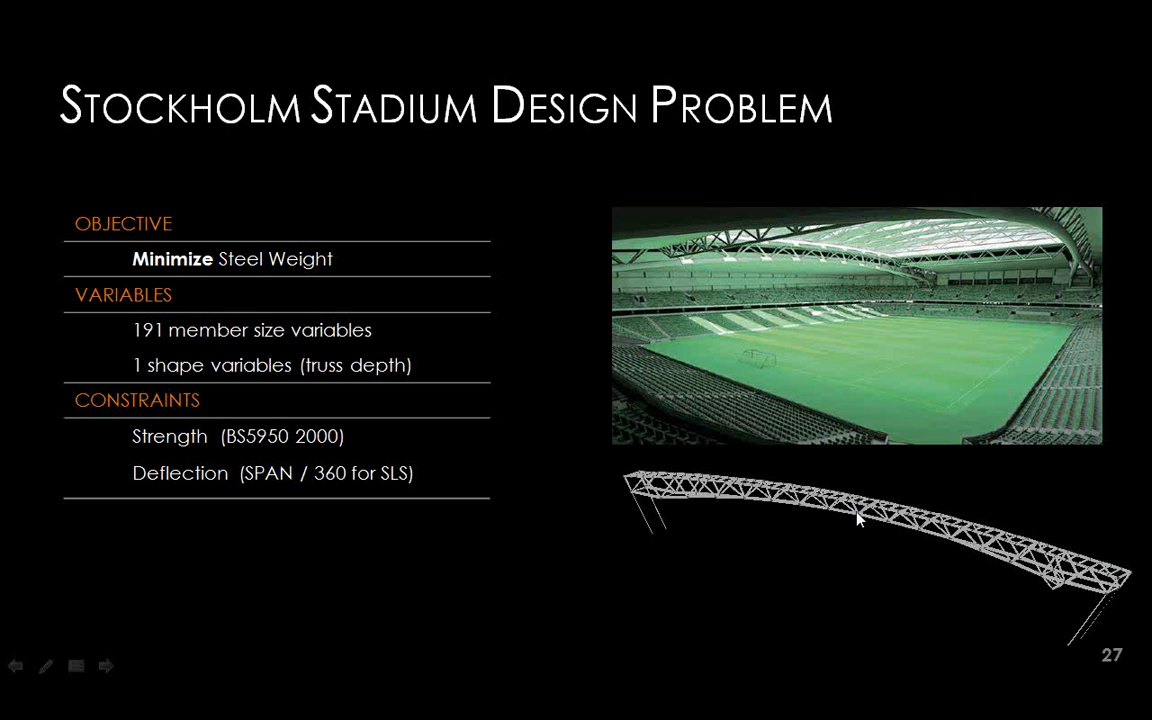 STOCKHOLM STADIUM DESIGN PROBLEM
OBJECTIVE
Minimize Steel Weight
VARIABLES
191 member size variables
1 shape variables (truss depth)
CONSTRAINTS
Strength (BS5950 2000)
Deflection (SPAN / 360 for SLS)
27